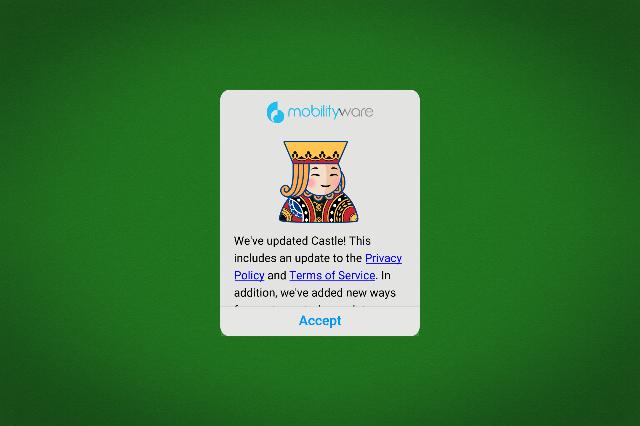 mobilityware
We've updated Castle! This
includes an update to the Privacy
Policy and Terms of Service. In
addition, we've added new ways
Accept